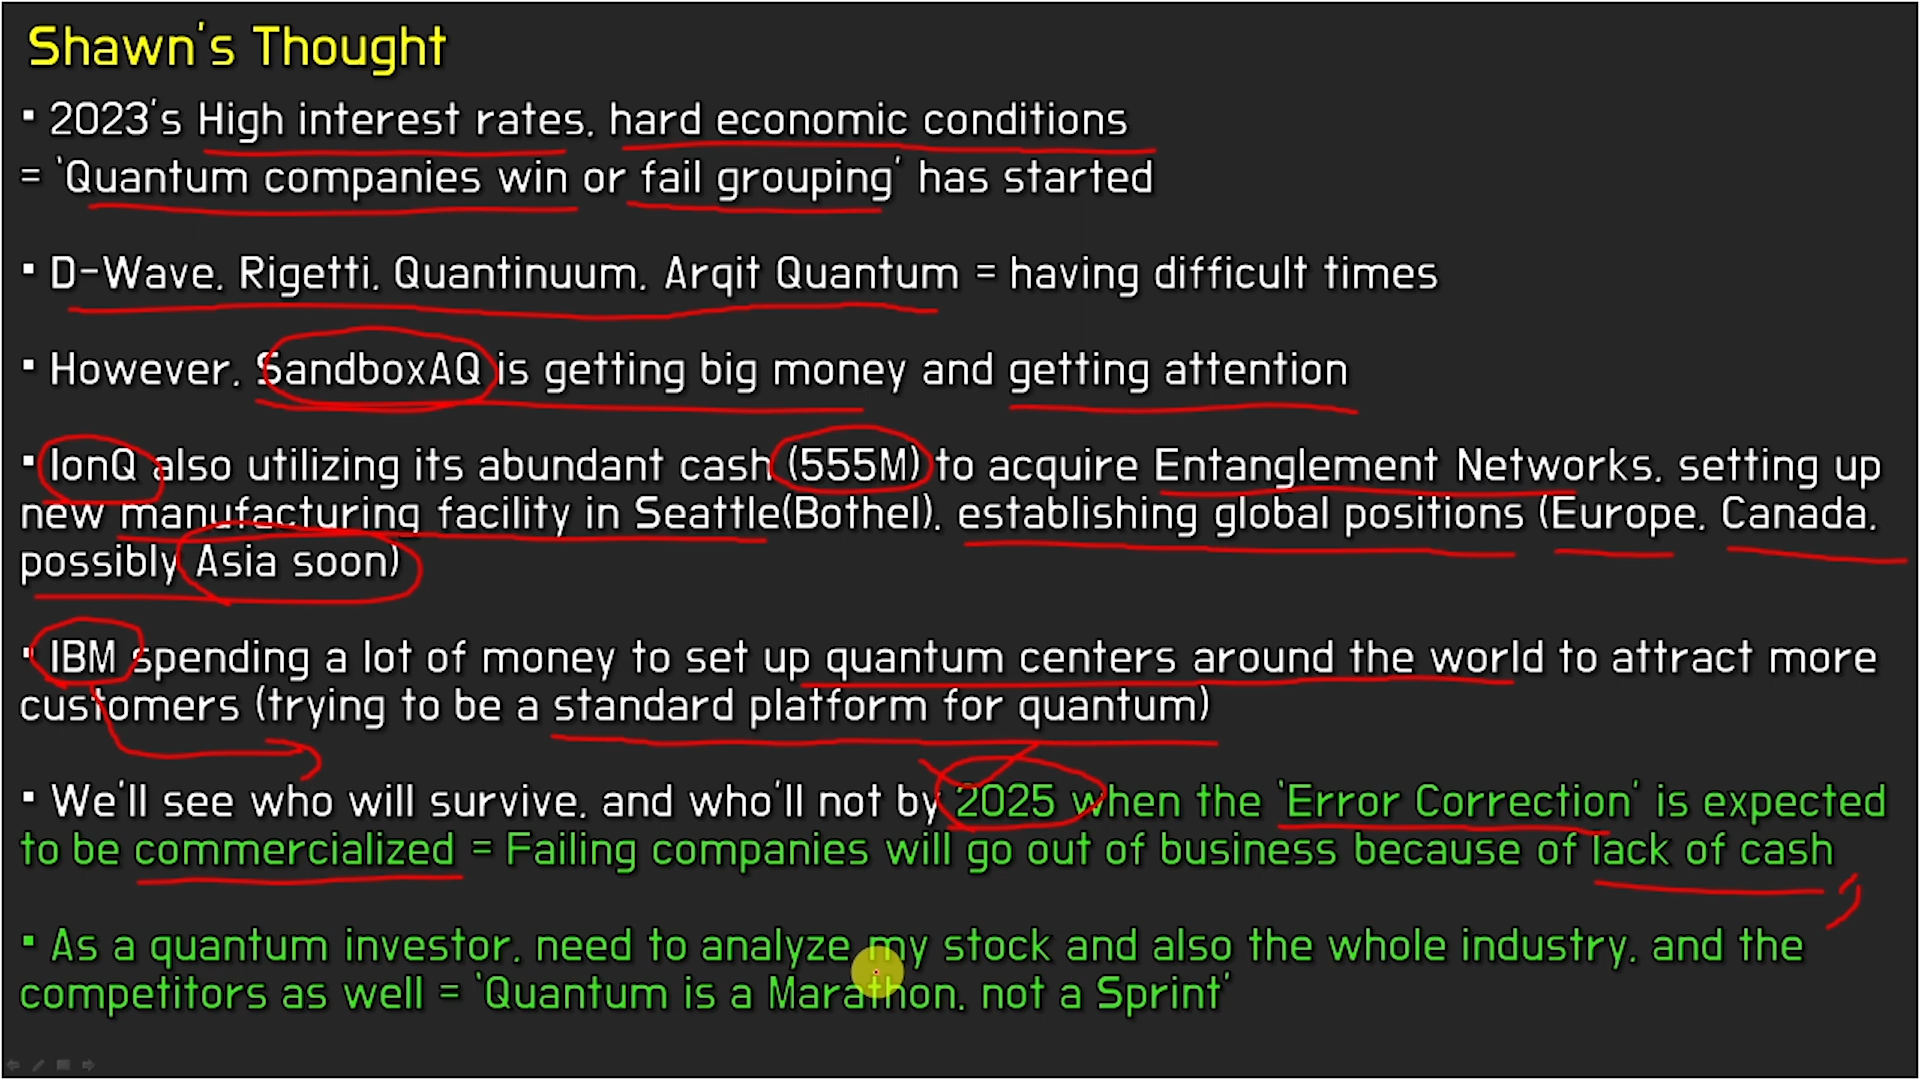 Shawn's Thought
▪ 2023's High interest rates, hard economic conditions
= 'Quantum companies win or fail grouping' has started
▪ D-Wave, Rigetti, Quantinuum, Arqit Quantum = having difficult times
▪ However, SandboxAQ is getting big money and getting attention
▪ IonQ also utilizing its abundant cash (555M) to acquire Entanglement Networks, setting up
new manufacturing facility in Seattle(Bothel), establishing global positions (Europe, Canada,
possibly Asia soon)
▪ IBM spending a lot of money to set up quantum centers around the world to attract more
customers (trying to be a standard platform for quantum)
▪ We'll see who will survive, and who'll not by 2025 when the 'Error Correction' is expected
to be commercialized = Failing companies will go out of business because of lack of cash
▪ As a quantum investor, need to analyze my stock and also the whole industry, and the
competitors as well = 'Quantum is a Marathon, not a Sprint'